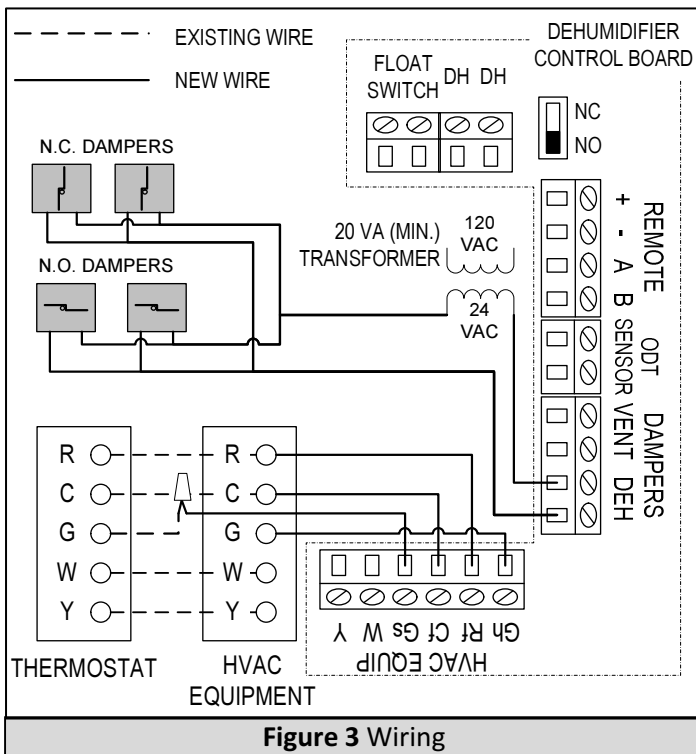 EXISTING WIRE
NEW WIRE
DEHUMIDIFIER
CONTROL BOARD
FLOAT
SWITCH
DH DH
NC
NO
N.C. DAMPERS
N.O. DAMPERS
20 VA (MIN.)
TRANSFORMER
120
VAC
24
VAC
+ - A B
REMOTE
ODT
SENSOR
VENT DEH
DAMPERS
R
C
G
W
Y
R
C
G
W
Y
THERMOSTAT
HVAC
EQUIPMENT
Gh Rf Cf Gs W Y
HVAC EQUIP
Figure 3 Wiring